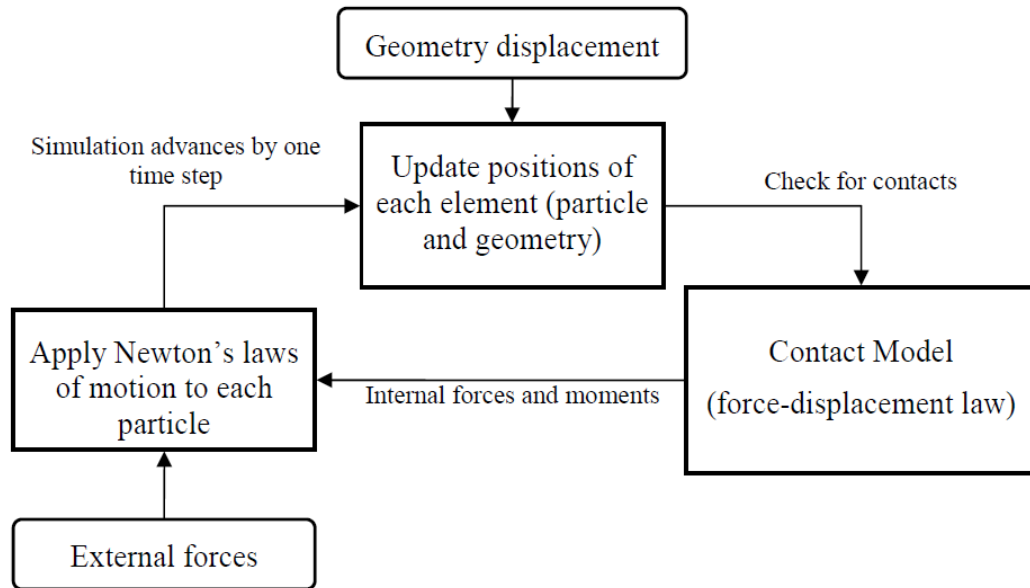 Geometry displacement
Simulation advances by one
time step
Update positions of
each element (particle
and geometry)
Check for contacts
Apply Newton’s laws
of motion to each
particle
Internal forces and moments
Contact Model
(force-displacement law)
External forces